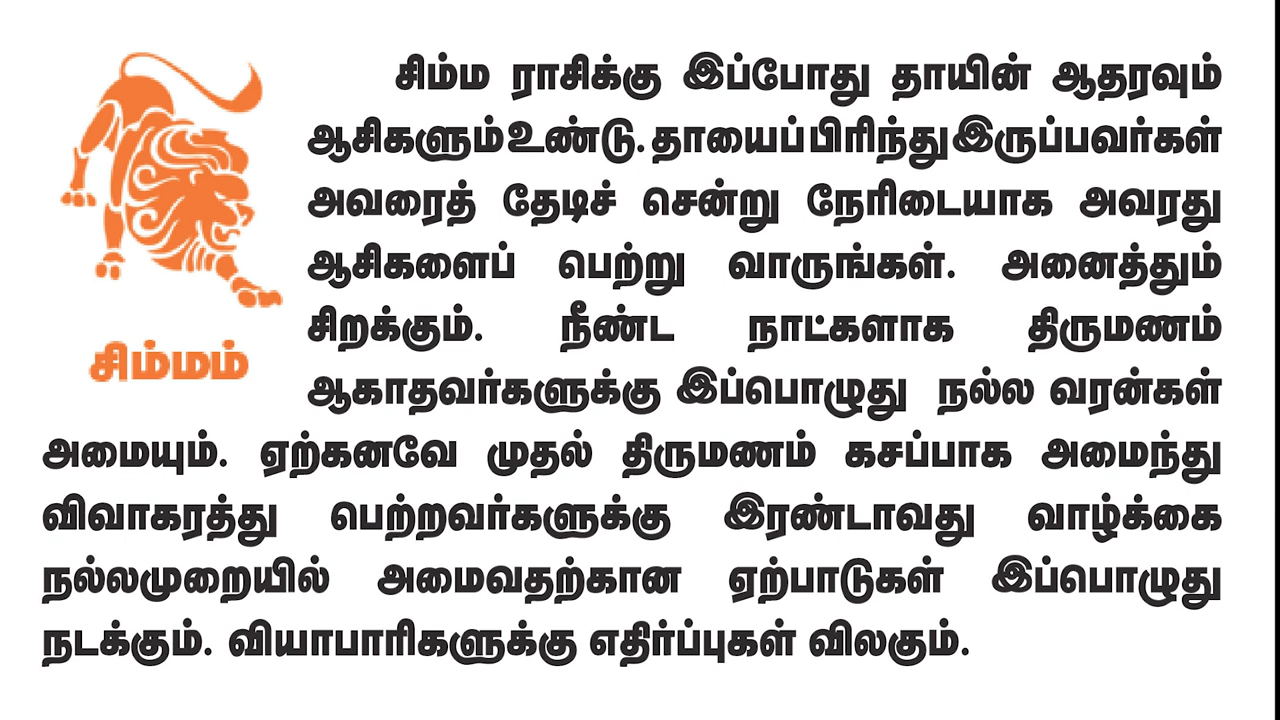 சிம்ம ராசிக்கு இப்போது தாயின் ஆதரவும்
ஆசிகளும் உண்டு. தாயைப் பிரிந்து இருப்பவர்கள்
அவரைத் தேடிச் சென்று நேரிடையாக அவரது
ஆசிகளைப் பெற்று வாருங்கள். அனைத்தும்
சிறக்கும். நீண்ட நாட்களாக திருமணம்
சிம்மம்
ஆகாதவர்களுக்கு இப்பொழுது நல்ல வரன்கள்
அமையும். ஏற்கனவே முதல் திருமணம் கசப்பாக அமைந்து
விவாகரத்து பெற்றவர்களுக்கு இரண்டாவது வாழ்க்கை
நல்லமுறையில் அமைவதற்கான ஏற்பாடுகள் இப்பொழுது
நடக்கும். வியாபாரிகளுக்கு எதிர்ப்புகள் விலகும்.